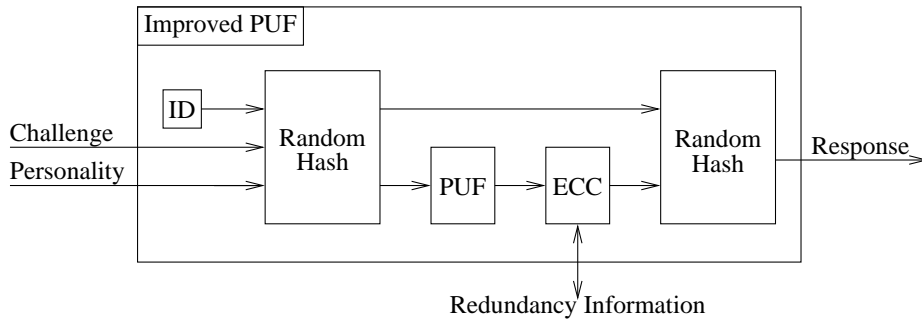 Improved PUF
ID
Challenge
Personality
Random
Hash
PUF
ECC
Random
Hash
Response
Redundancy Information